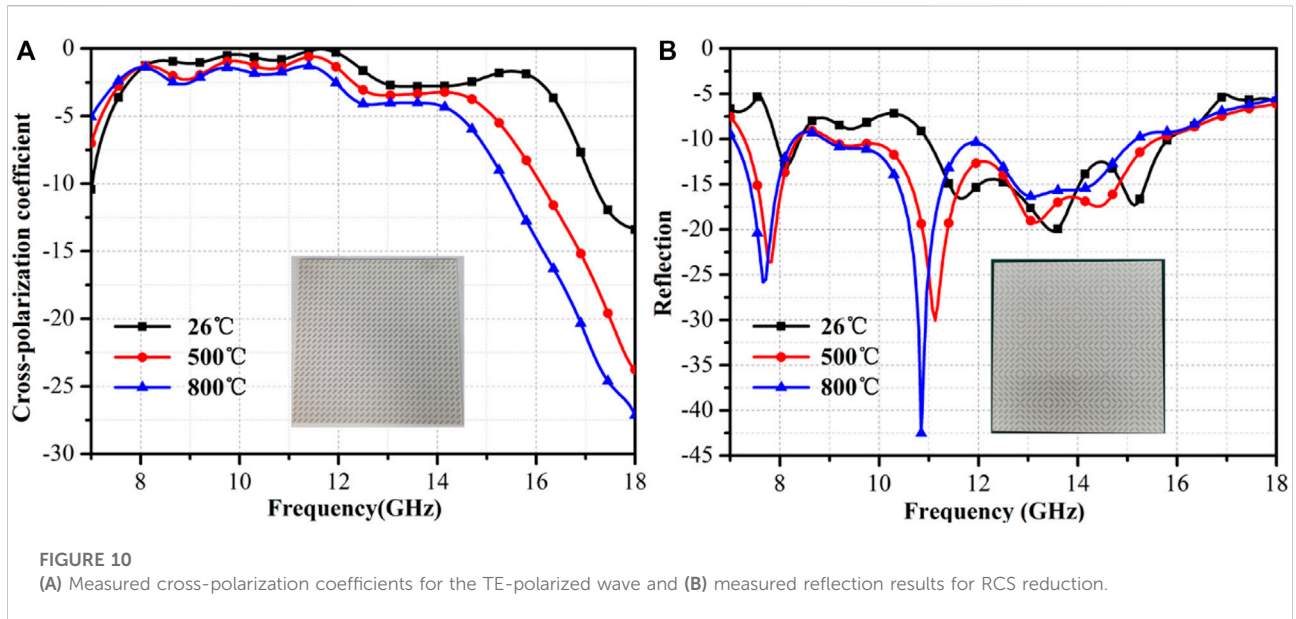 A
0
-5
-10
-15
-20
-25
-30
Cross-polarization coefficient
26℃
500℃
800℃
8 10 12 14 16 18
Frequency(GHz)
B
0
-5
-10
-15
-20
-25
-30
-35
-40
-45
Reflection
26℃
500℃
800℃
8 10 12 14 16 18
Frequency (GHz)
FIGURE 10
(A) Measured cross-polarization coefficients for the TE-polarized wave and (B) measured reflection results for RCS reduction.